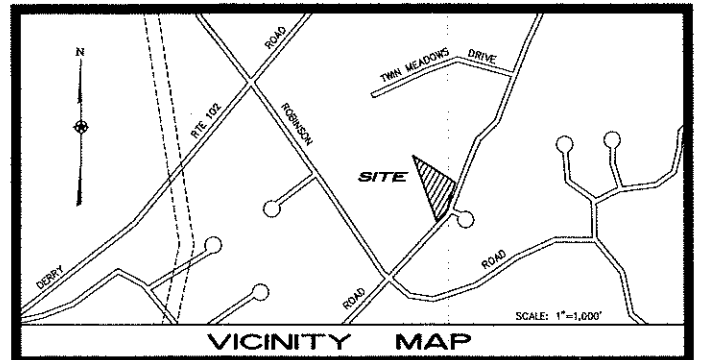 N
ROAD
RTE 102
DERRY
ROBINSON
TWIN MEADOWS DRIVE
SITE
ROAD
ROAD
SCALE: 1"=1,000'
VICINITY MAP